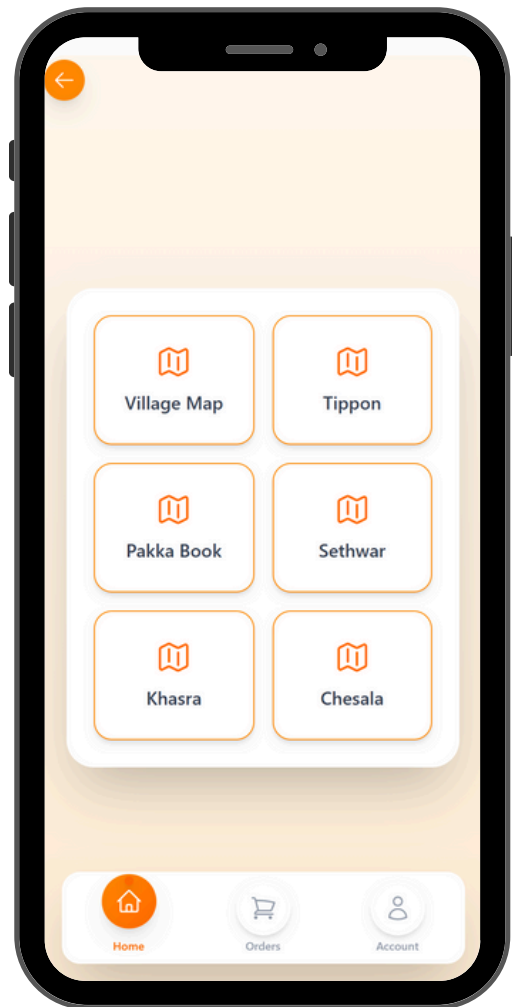 Village Map
Tippon
Pakka Book
Sethwar
Khasra
Chesala
Home
Orders
Account